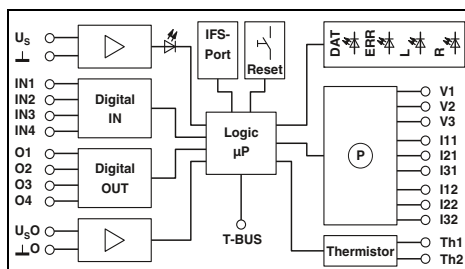 US
⊥
IFS-
Port
Reset
DAT
ERR
L
R
IN1
IN2
IN3
IN4
Digital
IN
Logic
µP
P
V1
V2
V3
I11
I21
I31
I12
I22
I32
O1
O2
O3
O4
Digital
OUT
USO
⊥O
T-BUS
Thermistor
Th1
Th2